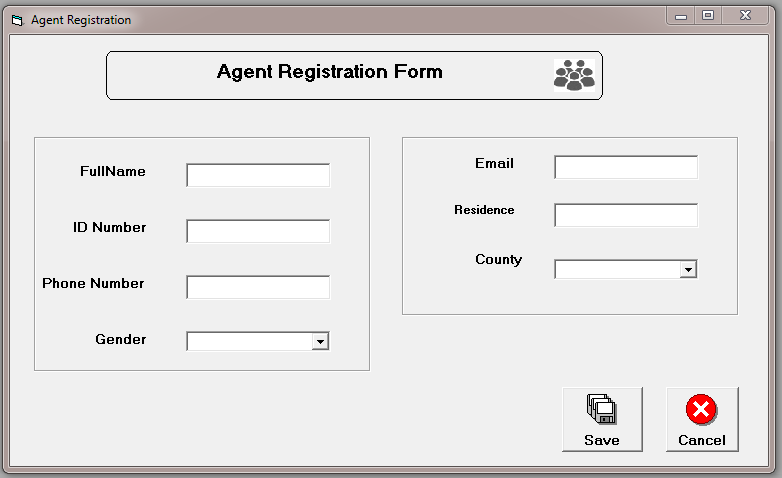 Agent Registration
Agent Registration Form
FullName
ID Number
Phone Number
Gender
Email
Residence
County
Save
Cancel